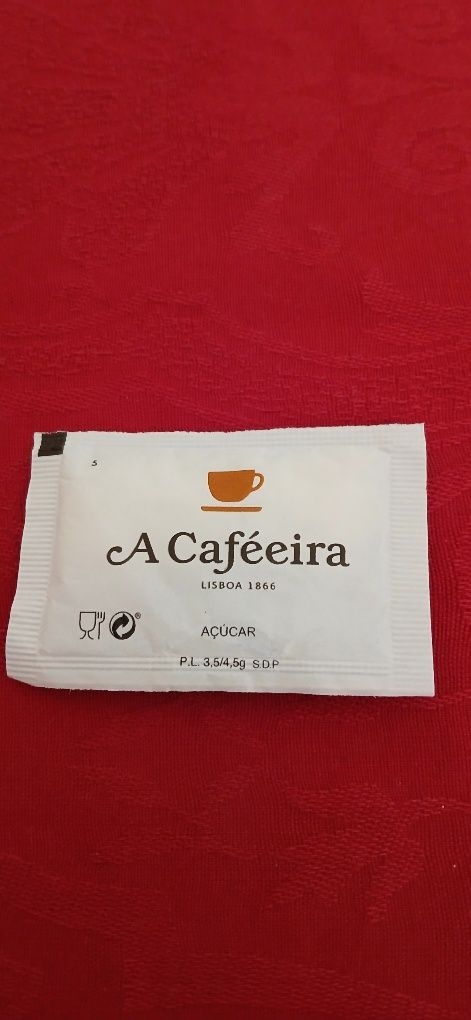 5
A Caféeira
LISBOA 1866
®
AÇÚCAR
P.L. 3,5/4,5g S.D.P